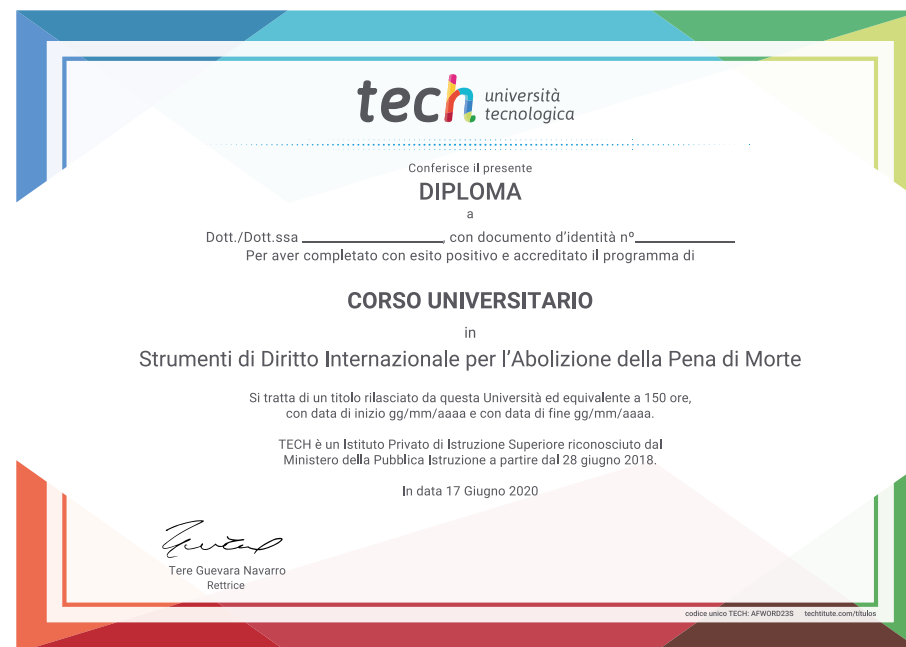 tech università
tecnologica
Conferisce il presente
DIPLOMA
a
Dott./Dott.ssa ____________________, con documento d'identità nº______________
Per aver completato con esito positivo e accreditato il programma di
CORSO UNIVERSITARIO
in
Strumenti di Diritto Internazionale per l'Abolizione della Pena di Morte
Si tratta di un titolo rilasciato da questa Università ed equivalente a 150 ore,
con data di inizio gg/mm/aaaa e con data di fine gg/mm/aaaa.
TECH è un Istituto Privato di Istruzione Superiore riconosciuto dal
Ministero della Pubblica Istruzione a partire dal 28 giugno 2018.
In data 17 Giugno 2020
Tere Guevara Navarro
Rettrice
codice unico TECH: AFWORD23S techtitute.com/titulos